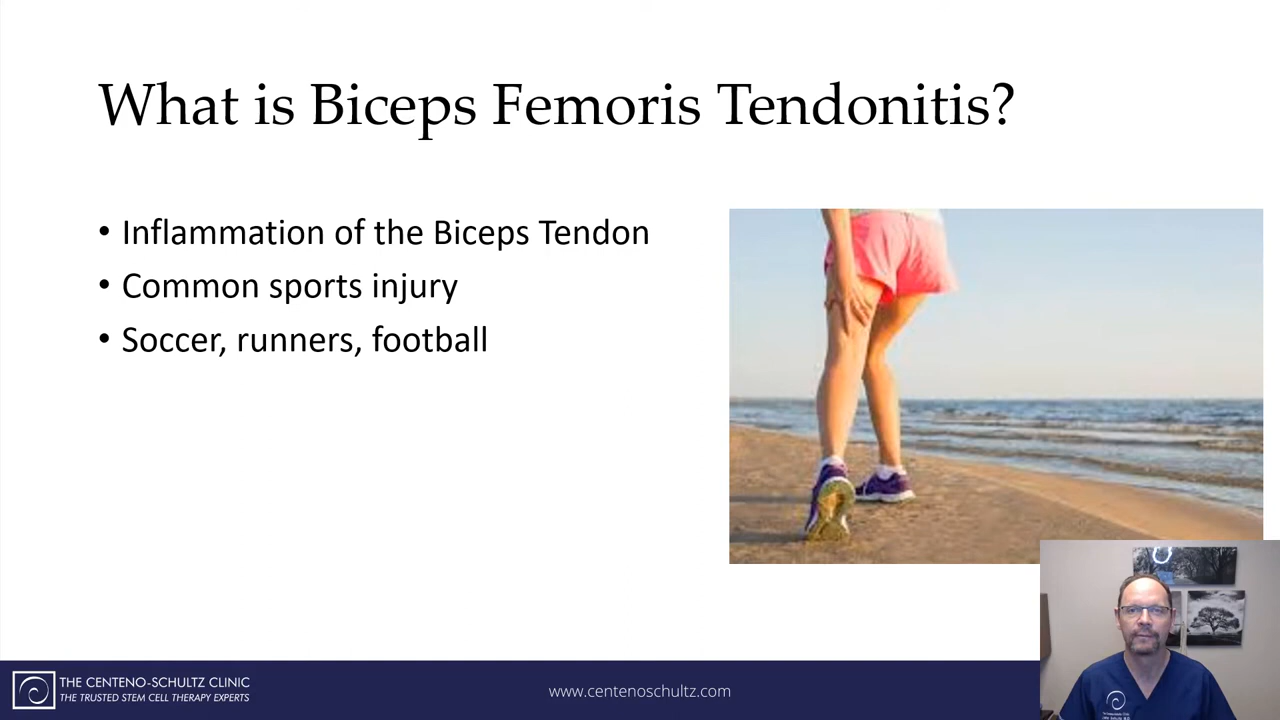 What is Biceps Femoris Tendonitis?
• Inflammation of the Biceps Tendon
• Common sports injury
• Soccer, runners, football
THE CENTENO-SCHULTZ CLINIC
THE TRUSTED STEM CELL THERAPY EXPERTS
www.centenoschultz.com